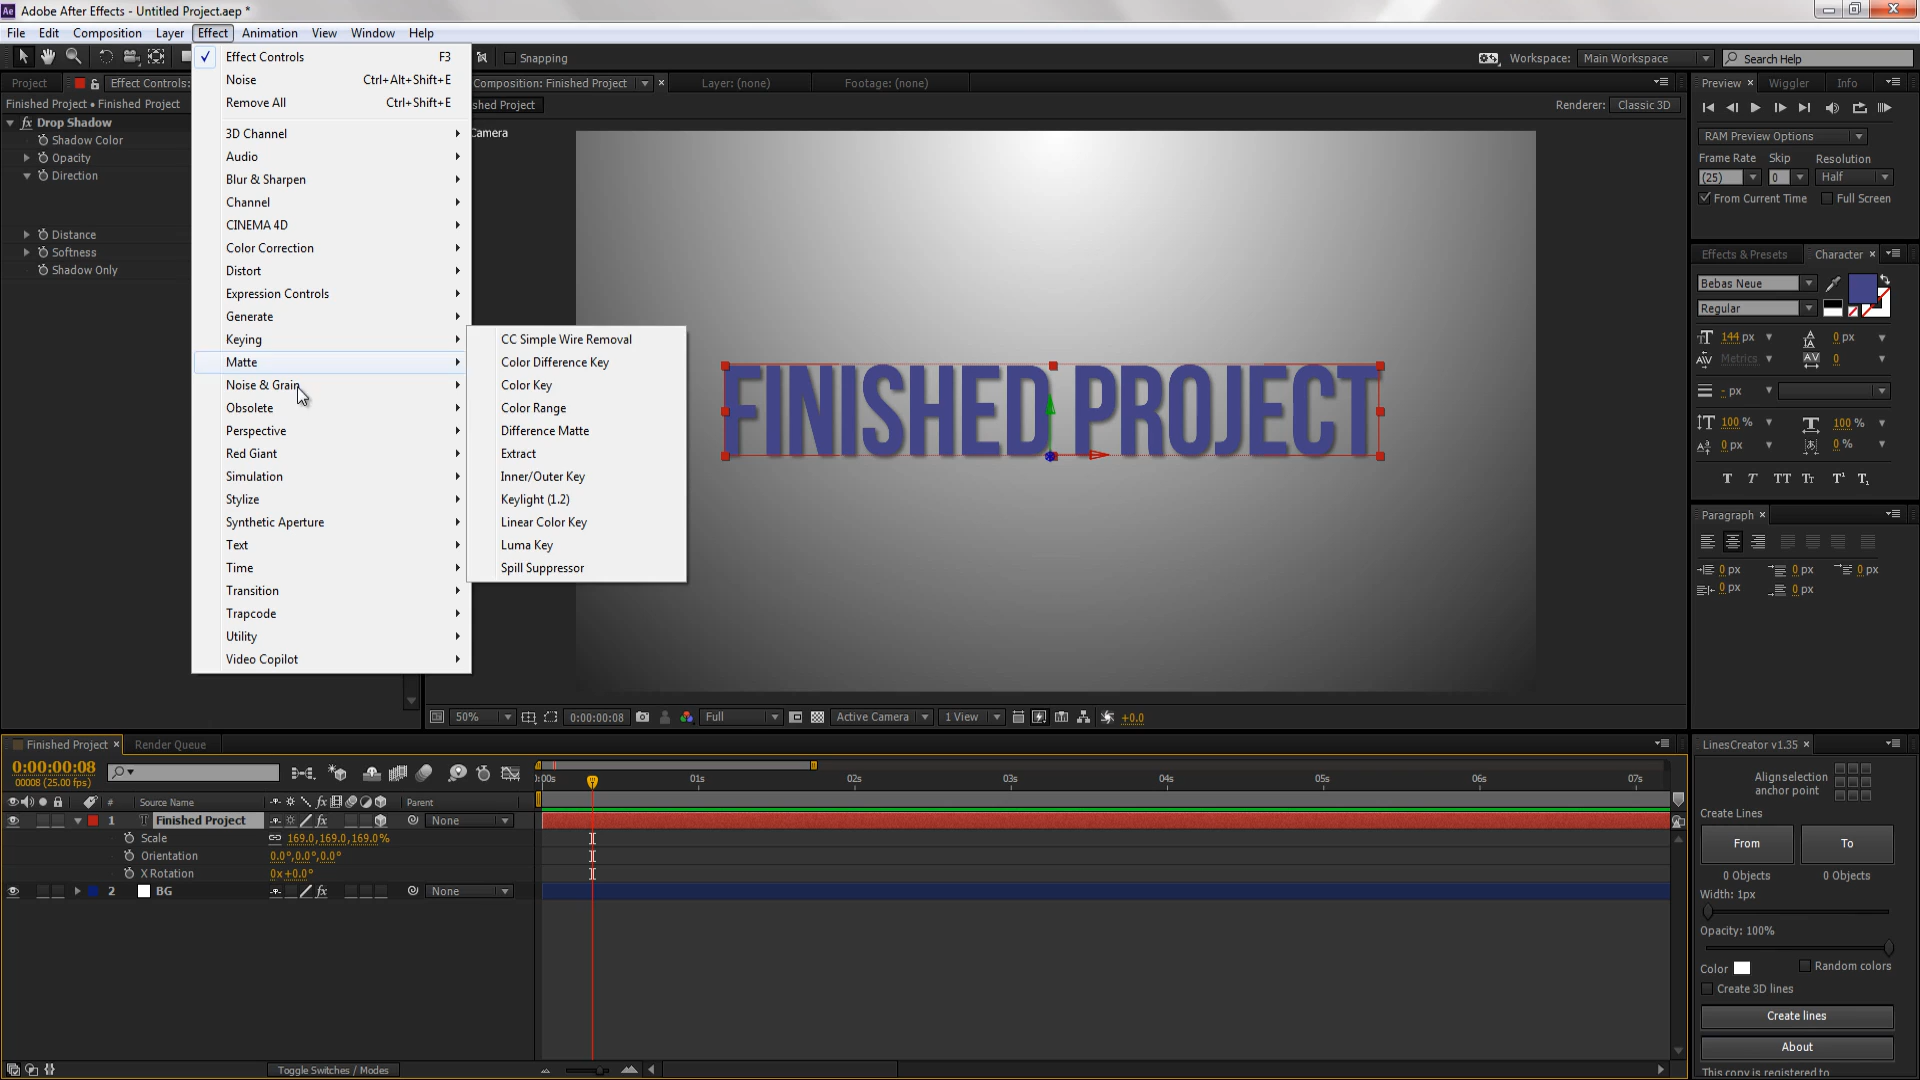 Adobe After Effects - Untitled Project.aep *
File Edit Composition Layer Effect Animation View Window Help
Snapping
Workspace: Main Workspace
Search Help
Project
Effect Controls:
Composition: Finished Project
Layer: (none)
Footage: (none)
Finished Project • Finished Project
Renderer: Classic 3D
Camera
Drop Shadow
Shadow Color
Opacity
Direction
Distance
Softness
Shadow Only
Effect Controls F3
Noise Ctrl+Alt+Shift+E
Remove All Ctrl+Shift+E
3D Channel
Audio
Blur & Sharpen
Channel
CINEMA 4D
Color Correction
Distort
Expression Controls
Generate
Keying
Matte
Noise & Grain
Obsolete
Perspective
Red Giant
Simulation
Stylize
Synthetic Aperture
Text
Time
Transition
Trapcode
Utility
Video Copilot
CC Simple Wire Removal
Color Difference Key
Color Key
Color Range
Difference Matte
Extract
Inner/Outer Key
Keylight (1.2)
Linear Color Key
Luma Key
Spill Suppressor
FINISHED PROJECT
50% 0:00:00:08 Full Active Camera 1 View +0.0
Preview Wiggler Info
RAM Preview Options
Frame Rate Skip Resolution
(25) 0 Half
From Current Time Full Screen
Effects & Presets Character
Bebas Neue
Regular
144 px 0 px
Metrics 0
- px
100 % 100 %
0 px 0 %
Paragraph
0 px 0 px 0 px
0 px 0 px
Finished Project Render Queue
0:00:00:08
00008 (25.00 fps)
:00s 01s 02s 03s 04s 05s 06s 07s
# Source Name Parent
1 Finished Project None
Scale 169.0,169.0,169.0%
Orientation 0.0°,0.0°,0.0°
X Rotation 0x+0.0°
2 BG None
Toggle Switches / Modes
LinesCreator v1.35
Align selection
anchor point
Create Lines
From To
0 Objects 0 Objects
Width: 1px
Opacity: 100%
Color Random colors
Create 3D lines
Create lines
About
This copy is registered to